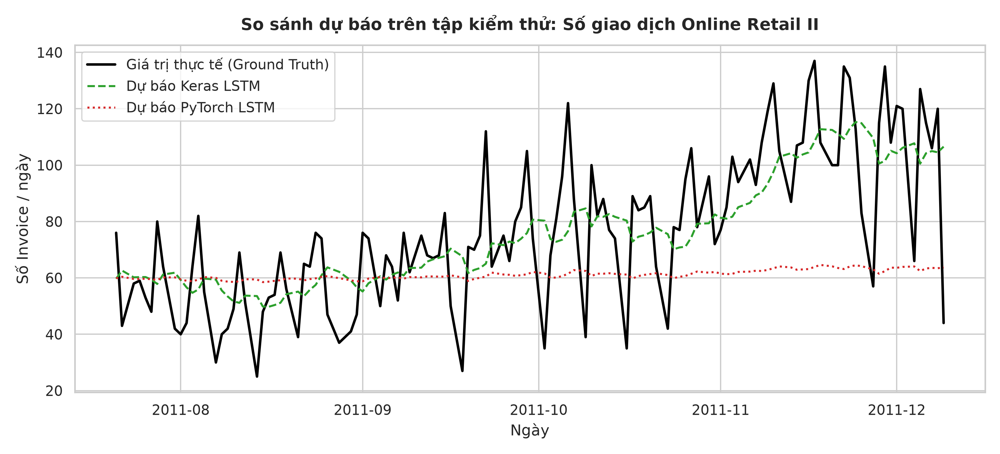 So sánh dự báo trên tập kiểm thử: Số giao dịch Online Retail II
140
120
100
80
60
40
20
Số Invoice / ngày
Giá trị thực tế (Ground Truth)
Dự báo Keras LSTM
Dự báo PyTorch LSTM
2011-08
2011-09
2011-10
2011-11
2011-12
Ngày